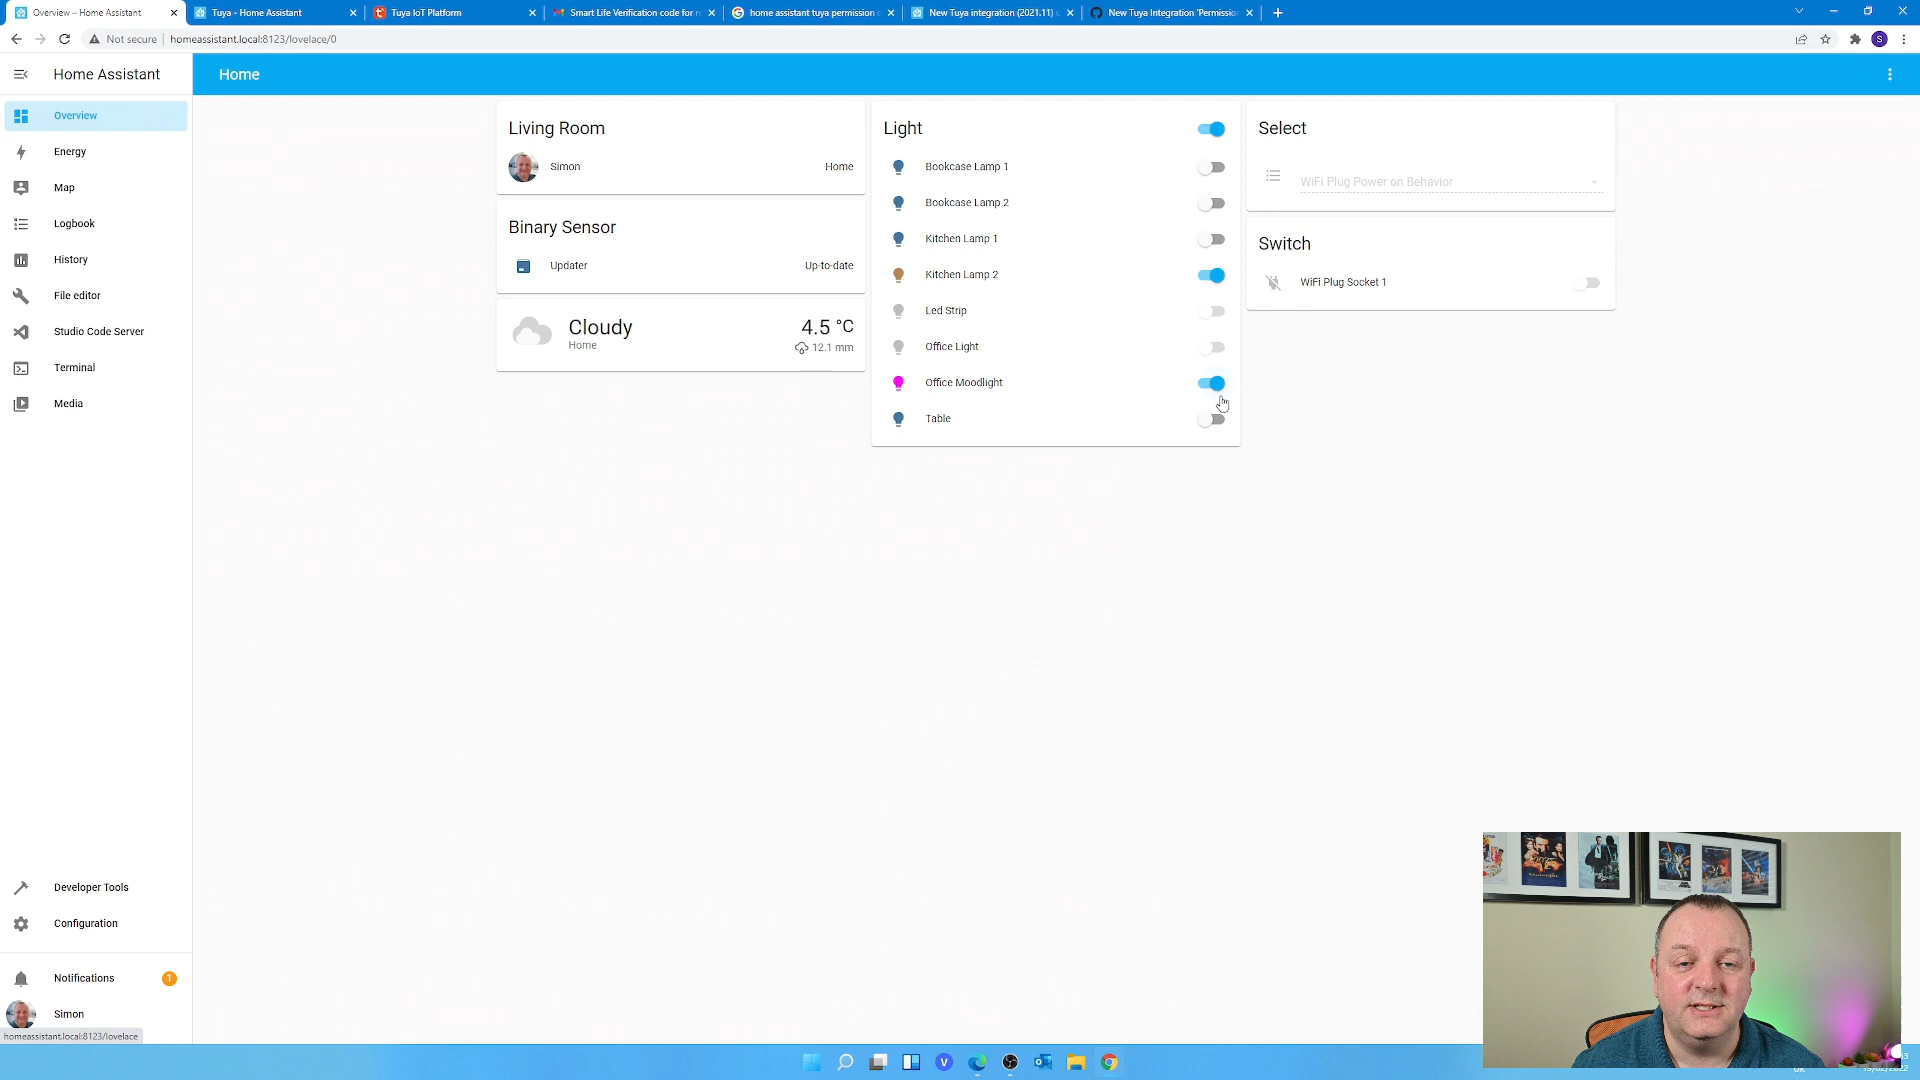 Overview – Home Assistant
Tuya - Home Assistant
Tuya IoT Platform
Smart Life Verification code for
home assistant tuya permission
New Tuya integration (2021.11)
New Tuya Integration 'Permission
Not secure
homeassistant.local:8123/lovelace/0
S
Home Assistant
Home
Overview
Energy
Map
Logbook
History
File editor
Studio Code Server
Terminal
Media
Developer Tools
Configuration
Notifications
1
Simon
homeassistant.local:8123/lovelace
Living Room
Simon
Home
Binary Sensor
Updater
Up-to-date
Cloudy
Home
4.5 °C
12.1 mm
Light
Bookcase Lamp 1
Bookcase Lamp 2
Kitchen Lamp 1
Kitchen Lamp 2
Led Strip
Office Light
Office Moodlight
Table
Select
WiFi Plug Power on Behavior
Switch
WiFi Plug Socket 1